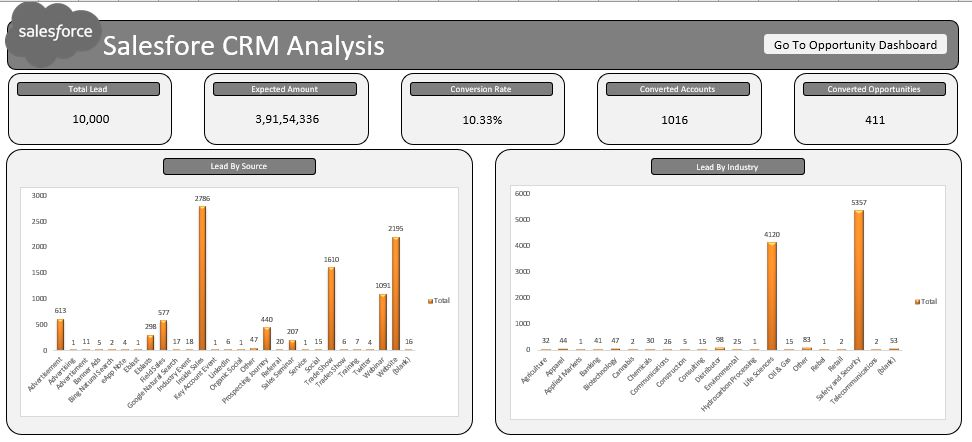 salesforce
Salesfore CRM Analysis
Go To Opportunity Dashboard
Total Lead
10,000
Expected Amount
3,91,54,336
Conversion Rate
10.33%
Converted Accounts
1016
Converted Opportunities
411
Lead By Source
3000
2500
2000
1500
1000
500
0
613 1 11 5 2 4 1 298 577 17 18 2786 1 6 1 47 440 20 207 1 15 1610 6 7 4 1091 2195 16
Advertisement
Advertising
Advertisment
Banner Ads
Bing Natural Search
eApp Note
Eblast
Eblasts
Field Sales
Google Natural Search
Industry Event
Inside Sales
Key Account Event
LinkedIn
Organic Social
Other
Prospecting Journey
Referral
Sales Seminar
Service
Social
Trade Show
Trades Show
Training
Twitter
Webinar
Website
(blank)
Total
Lead By Industry
6000
5000
4000
3000
2000
1000
0
32 44 1 41 47 2 30 26 5 15 98 25 1 4120 15 83 1 2 5357 2 53
Agriculture
Apparel
Applied Markets
Banking
Biotechnology
Cannabis
Chemicals
Communications
Construction
Consulting
Distributor
Environmental
Hydrocarbon Processing
Life Sciences
Oil & Gas
Other
Retail
Safety and Security
Telecommunications
(blank)
Total